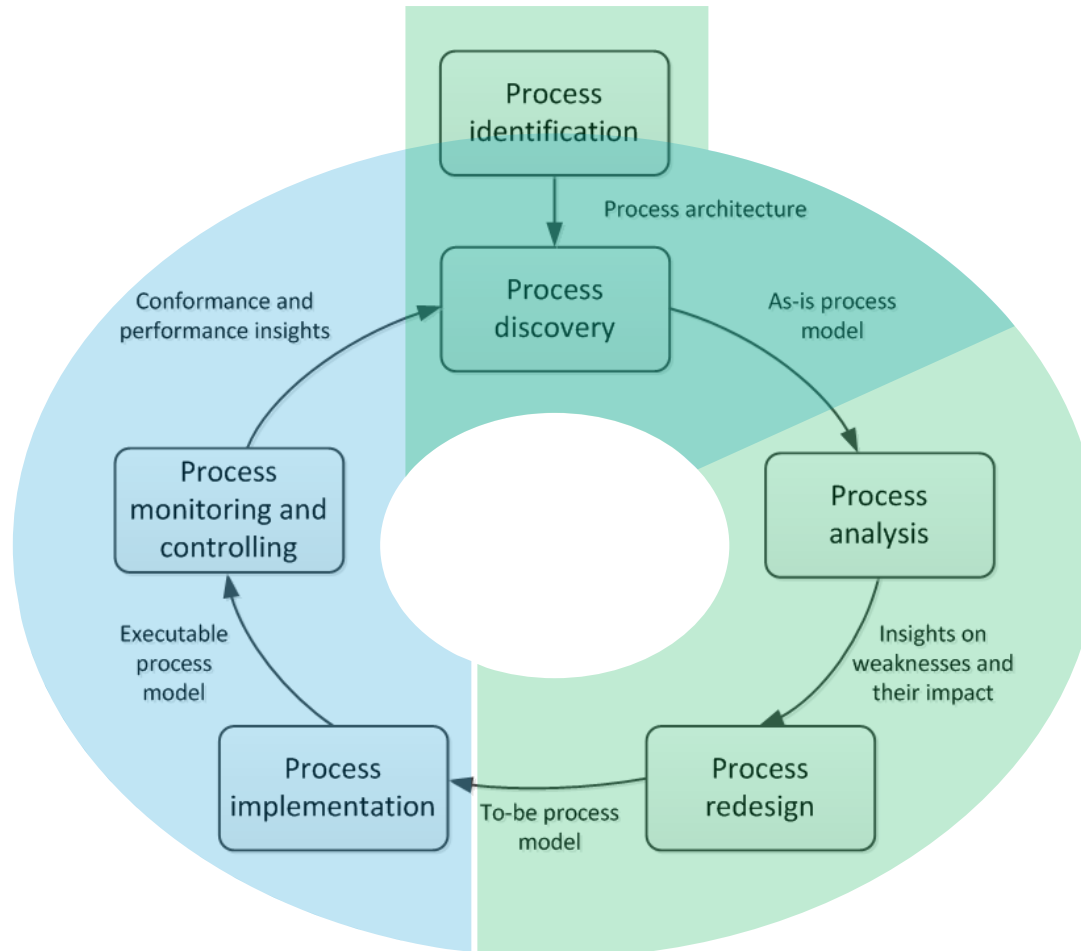 Process
identification
Process architecture
Process
discovery
As-is process
model
Conformance and
performance insights
Process
monitoring and
controlling
Process
analysis
Executable
process
model
Insights on
weaknesses and
their impact
Process
implementation
To-be process
model
Process
redesign